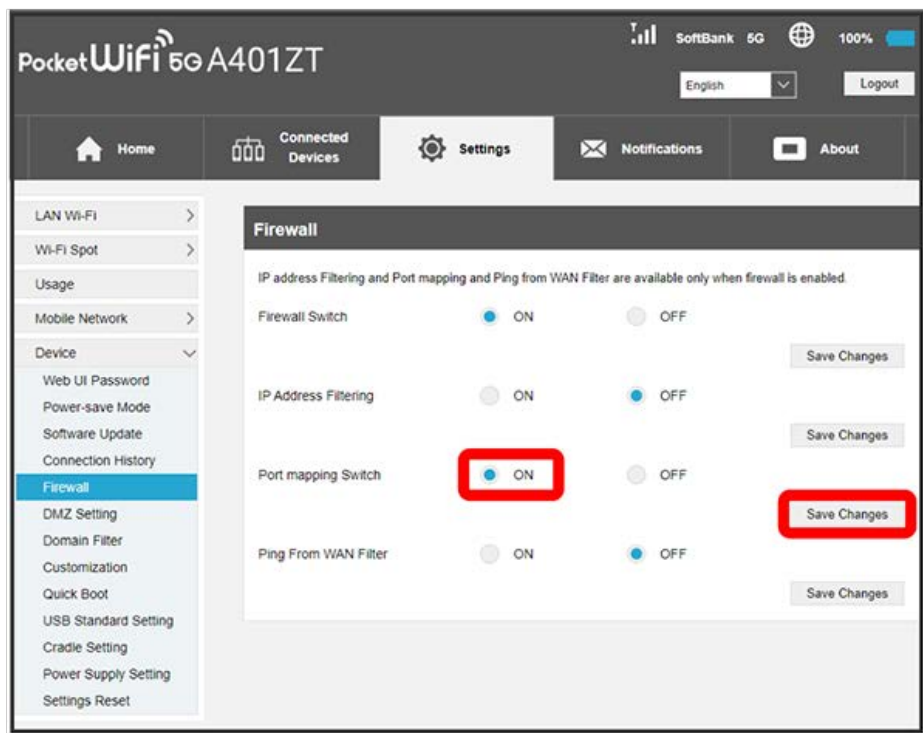 PocketWiFi 5G A401ZT
SoftBank 5G 100%
English Logout
Home
Connected
Devices
Settings
Notifications
About
LAN Wi-Fi
Wi-Fi Spot
Usage
Mobile Network
Device
Web UI Password
Power-save Mode
Software Update
Connection History
Firewall
DMZ Setting
Domain Filter
Customization
Quick Boot
USB Standard Setting
Cradle Setting
Power Supply Setting
Settings Reset
Firewall
IP address Filtering and Port mapping and Ping from WAN Filter are available only when firewall is enabled.
Firewall Switch ON OFF
Save Changes
IP Address Filtering ON OFF
Save Changes
Port mapping Switch ON OFF
Save Changes
Ping From WAN Filter ON OFF
Save Changes